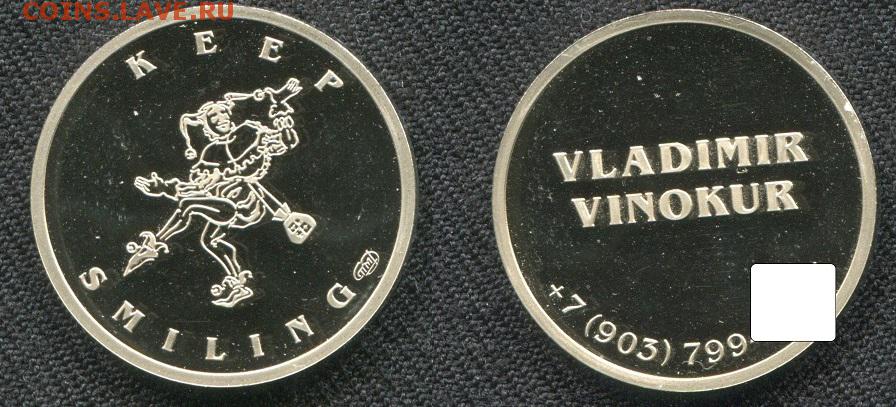 COINS.LAVE.RU
KEEP
SMILING
VLADIMIR
VINOKUR
+7 (903) 799-